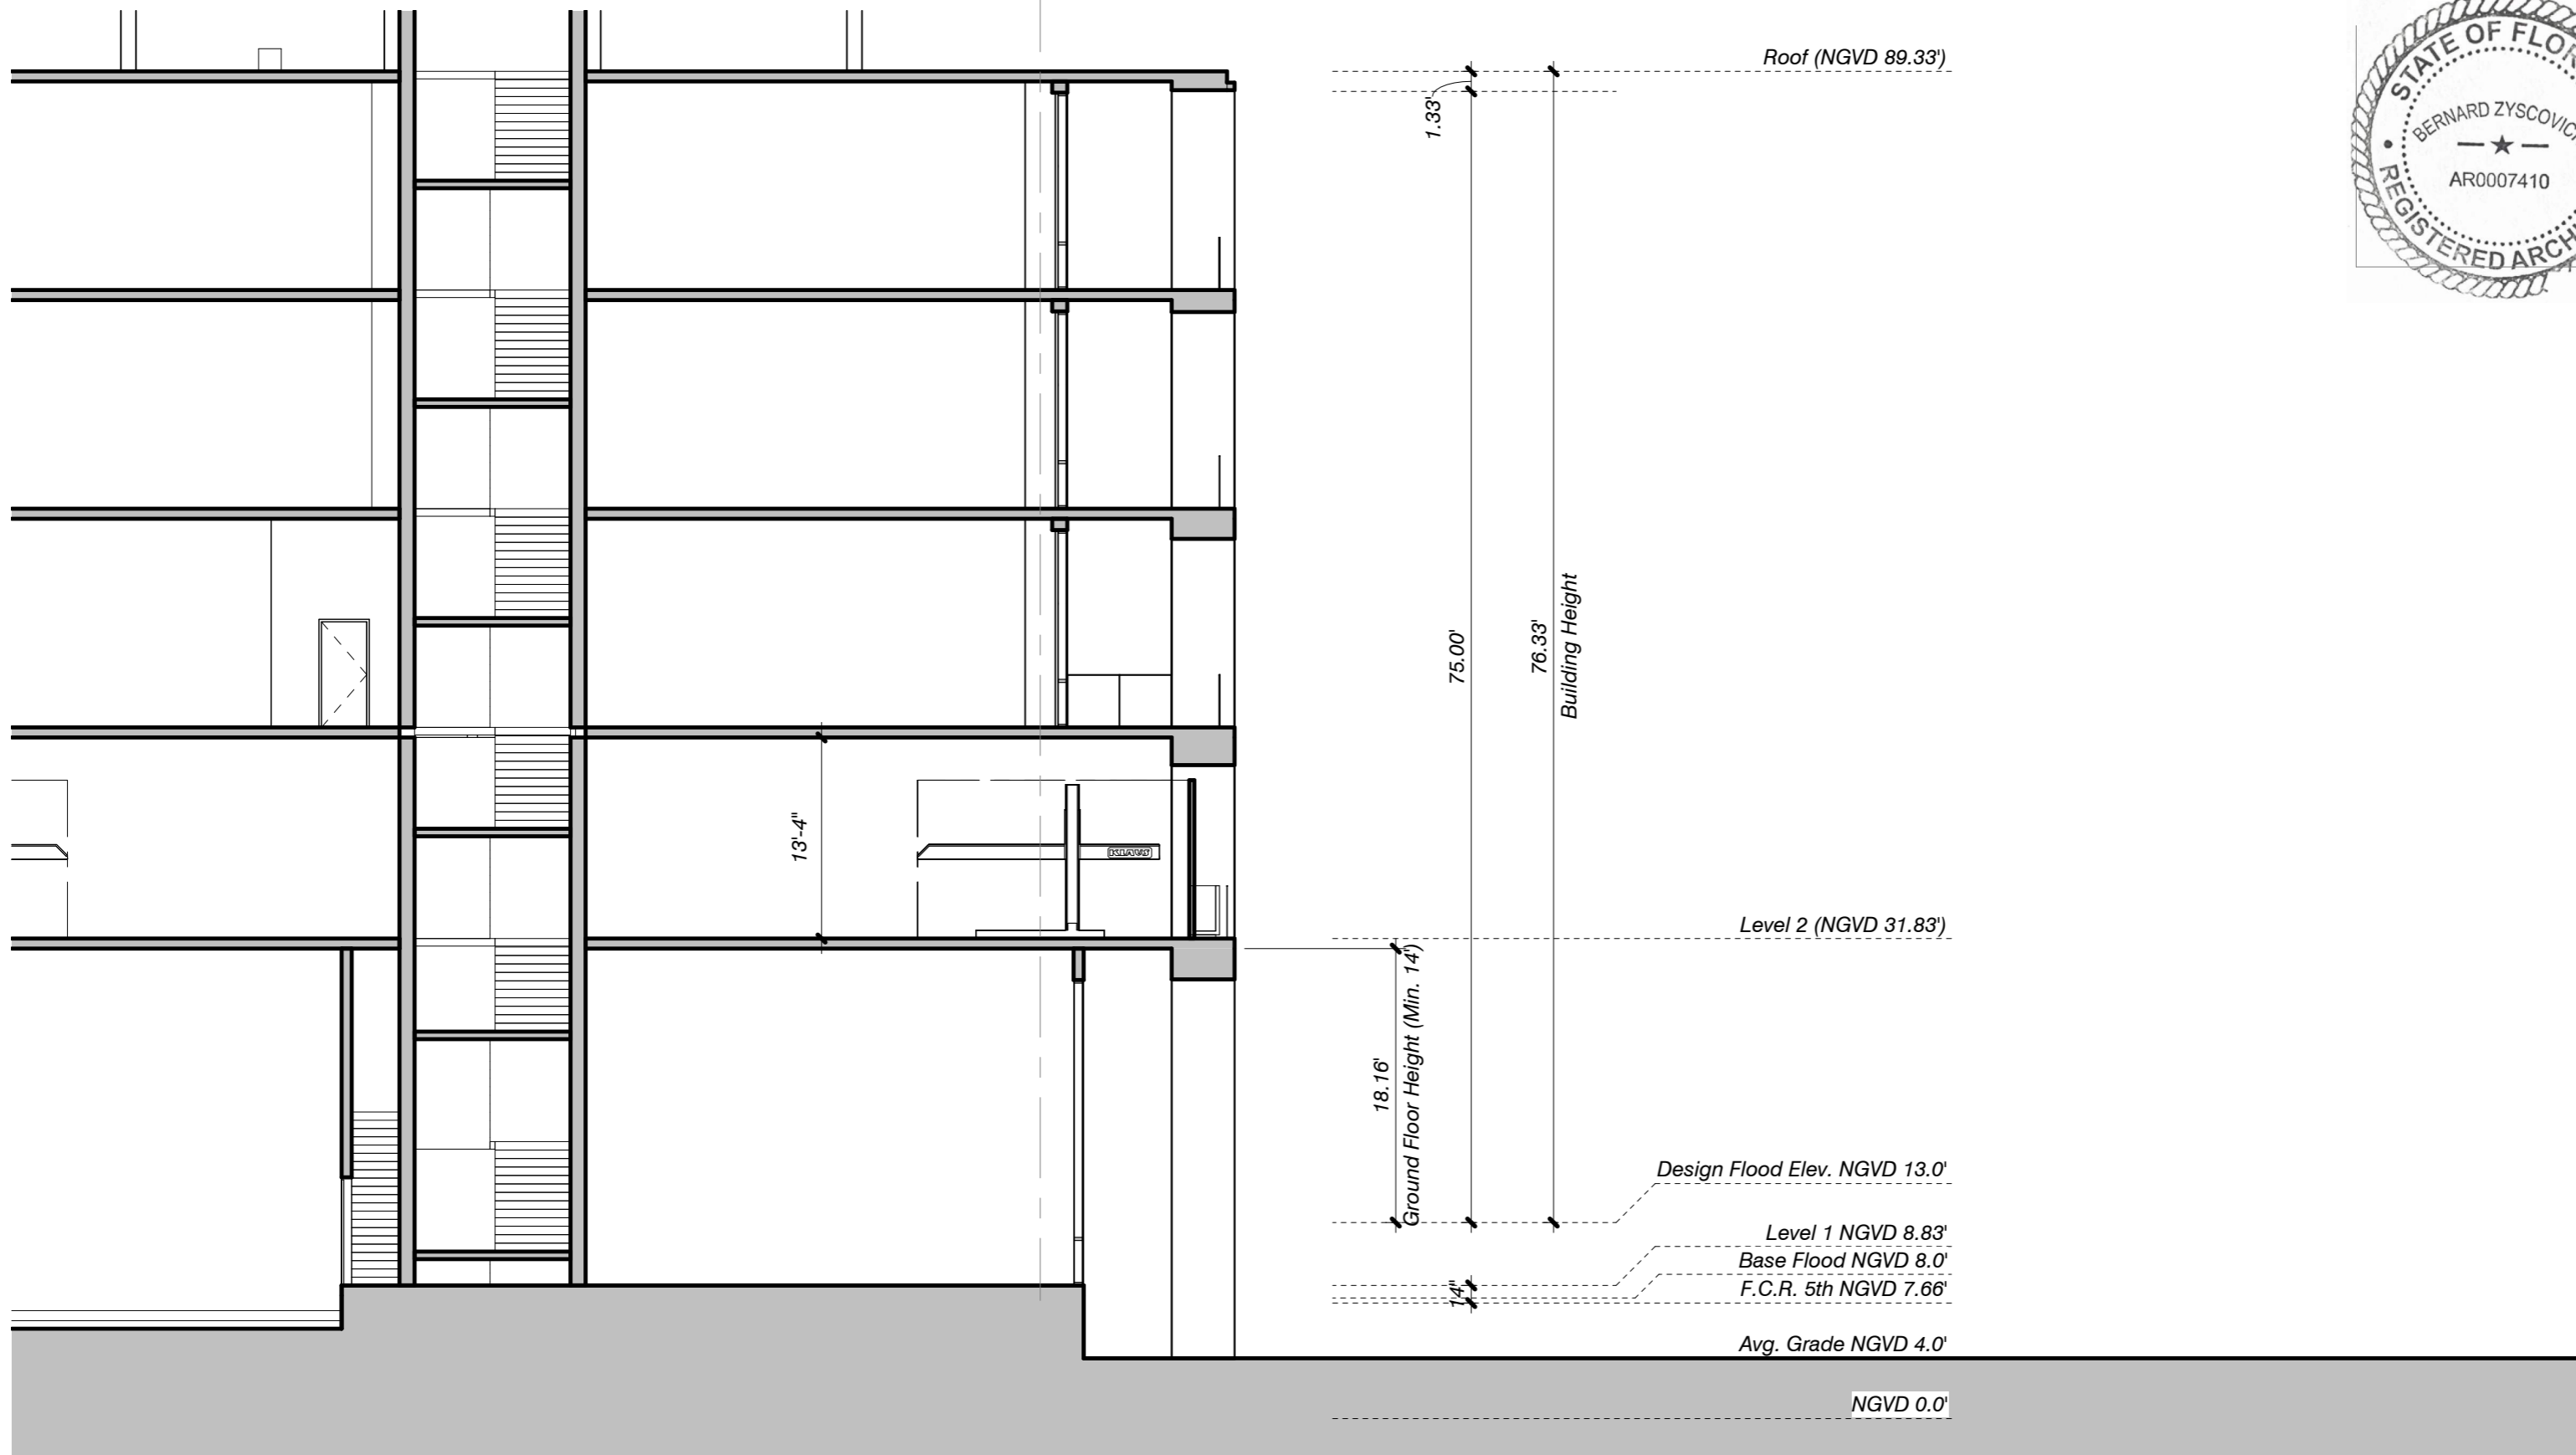 Roof (NGVD 89.33')
1.33'
STATE OF FLOR
BERNARD ZYSCOVIC
AR0007410
REGISTERED ARCH
75.00'
76.33'
Building Height
13'-4"
KLAUS
Level 2 (NGVD 31.83')
18.16'
Ground Floor Height (Min. 14')
Design Flood Elev. NGVD 13.0'
Level 1 NGVD 8.83'
Base Flood NGVD 8.0'
F.C.R. 5th NGVD 7.66'
14"
Avg. Grade NGVD 4.0'
NGVD 0.0'